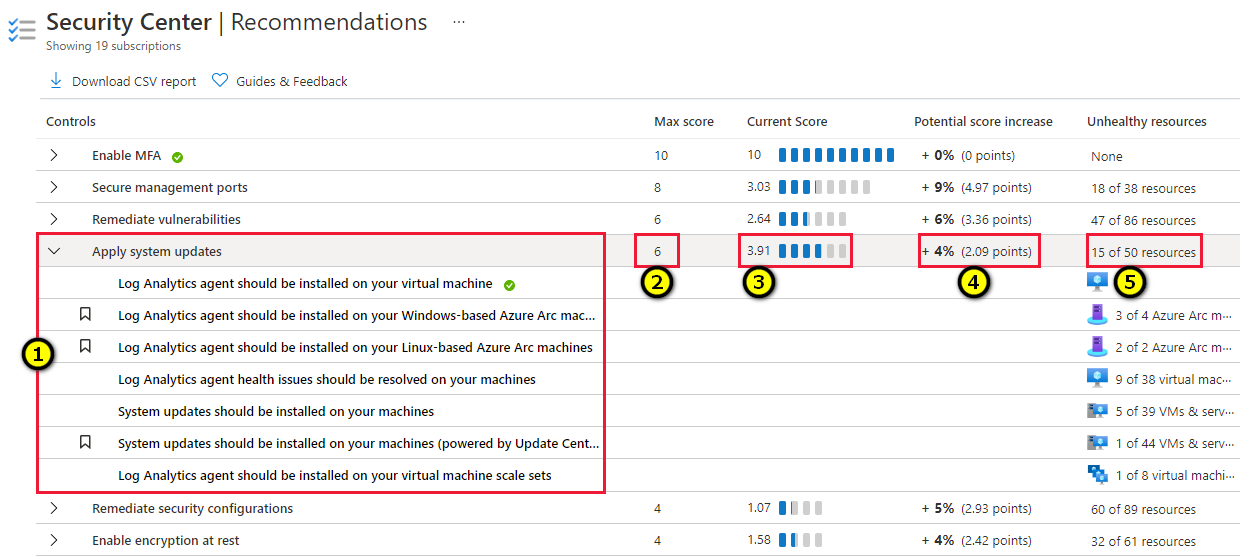 Security Center | Recommendations ...
Showing 19 subscriptions
Download CSV report Guides & Feedback
Controls Max score Current Score Potential score increase Unhealthy resources
Enable MFA 10 10 + 0% (0 points) None
Secure management ports 8 3.03 + 9% (4.97 points) 18 of 38 resources
Remediate vulnerabilities 6 2.64 + 6% (3.36 points) 47 of 86 resources
Apply system updates 6 3.91 + 4% (2.09 points) 15 of 50 resources
Log Analytics agent should be installed on your virtual machine 2 3 4 5
Log Analytics agent should be installed on your Windows-based Azure Arc mac... 3 of 4 Azure Arc m...
1 Log Analytics agent should be installed on your Linux-based Azure Arc machines 2 of 2 Azure Arc m...
Log Analytics agent health issues should be resolved on your machines 9 of 38 virtual mac...
System updates should be installed on your machines 5 of 39 VMs & serv...
System updates should be installed on your machines (powered by Update Cent... 1 of 44 VMs & serv...
Log Analytics agent should be installed on your virtual machine scale sets 1 of 8 virtual machi...
Remediate security configurations 4 1.07 + 5% (2.93 points) 60 of 89 resources
Enable encryption at rest 4 1.58 + 4% (2.42 points) 32 of 61 resources